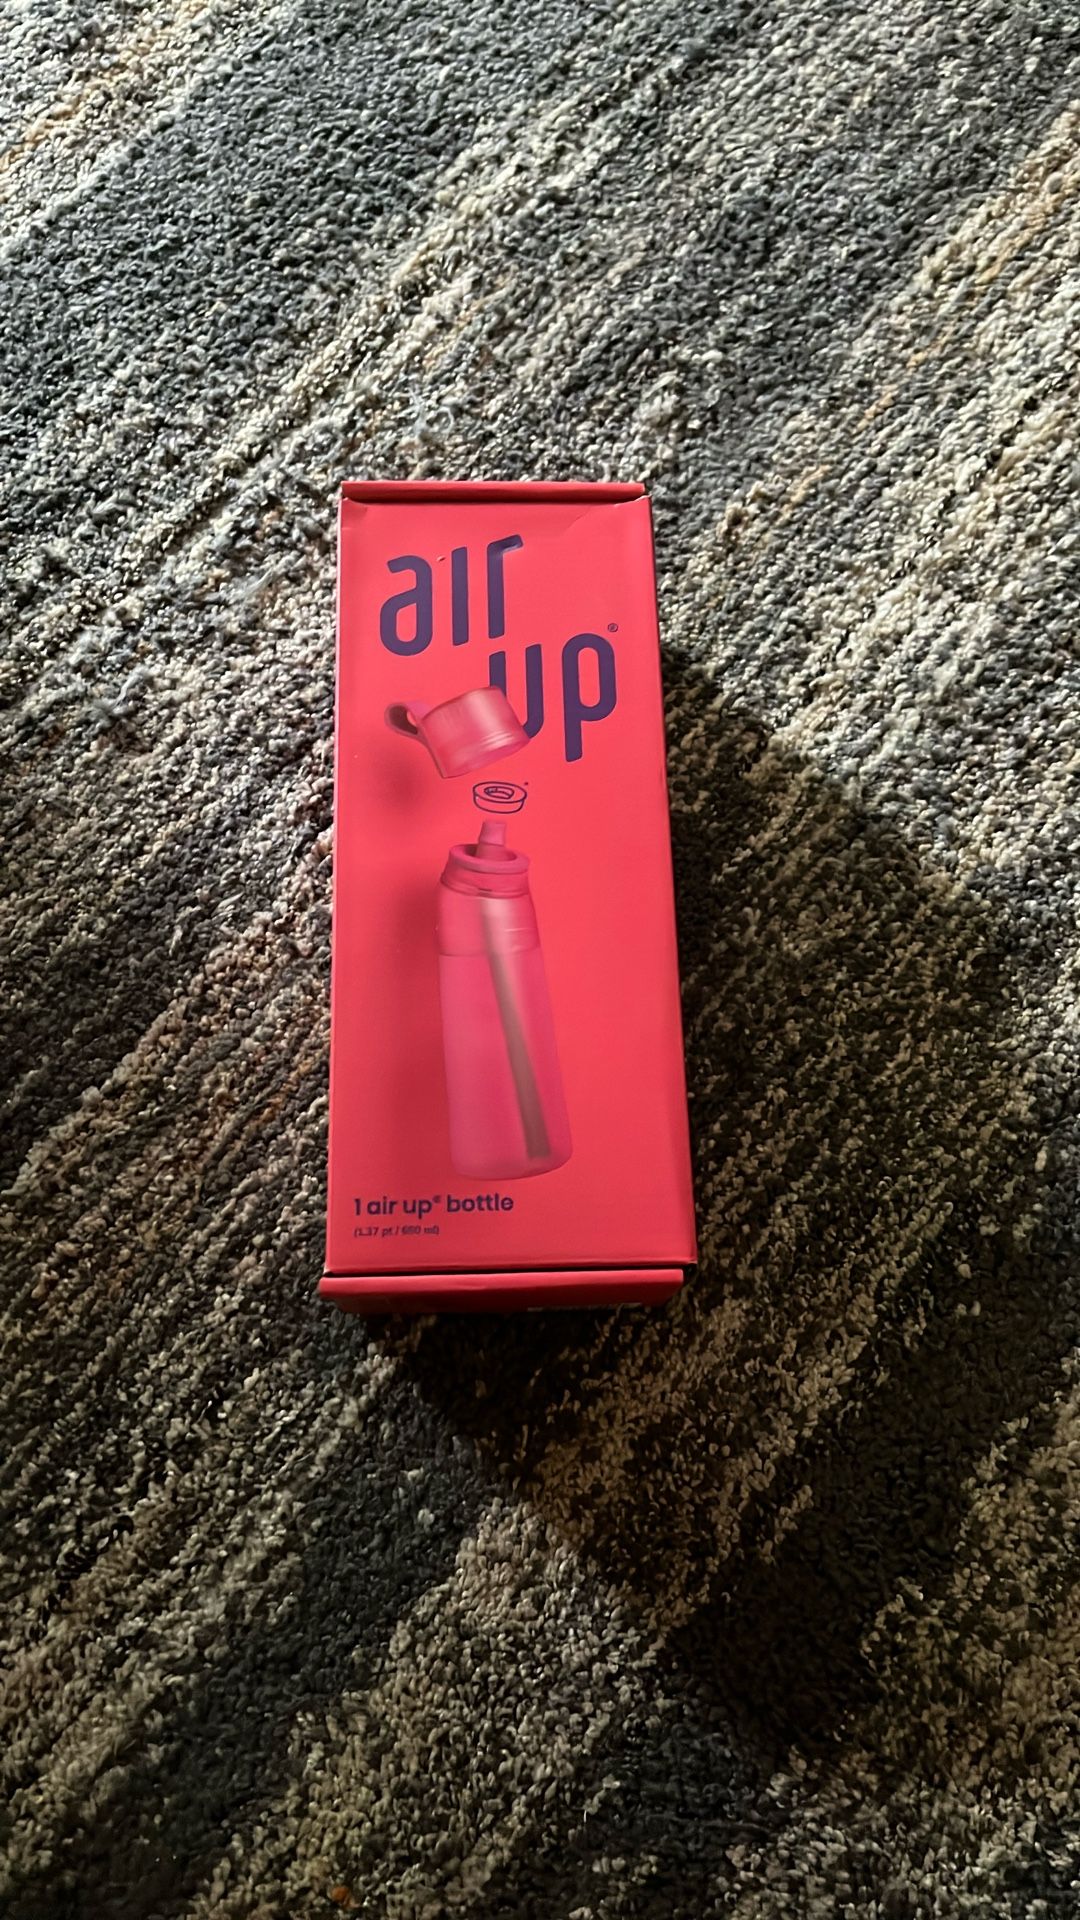 air
up®
1 air up® bottle
(1.37 pt / 650 ml)